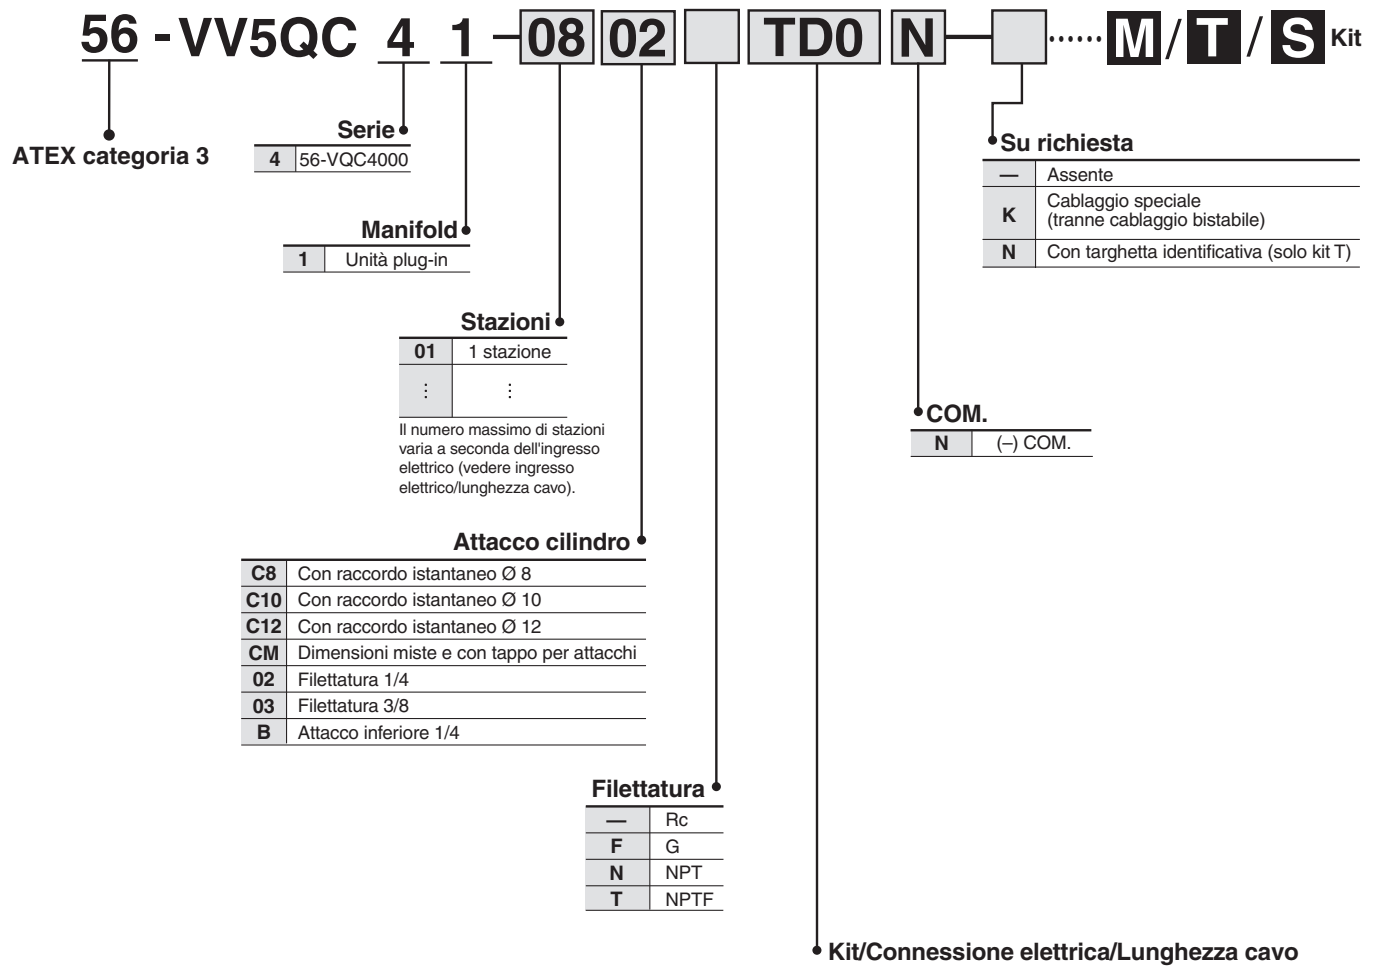 56 - VV5QC 4 1 - 08 02 TD0 N - ...... M / T / S Kit
ATEX categoria 3
Serie
4 56-VQC4000
Manifold
1 Unità plug-in
Stazioni
01 1 stazione
⋮ ⋮
Il numero massimo di stazioni
varia a seconda dell'ingresso
elettrico (vedere ingresso
elettrico/lunghezza cavo).
Attacco cilindro
C8 Con raccordo istantaneo Ø 8
C10 Con raccordo istantaneo Ø 10
C12 Con raccordo istantaneo Ø 12
CM Dimensioni miste e con tappo per attacchi
02 Filettatura 1/4
03 Filettatura 3/8
B Attacco inferiore 1/4
Filettatura
— Rc
F G
N NPT
T NPTF
Kit/Connessione elettrica/Lunghezza cavo
COM.
N (–) COM.
Su richiesta
— Assente
K Cablaggio speciale
(tranne cablaggio bistabile)
N Con targhetta identificativa (solo kit T)